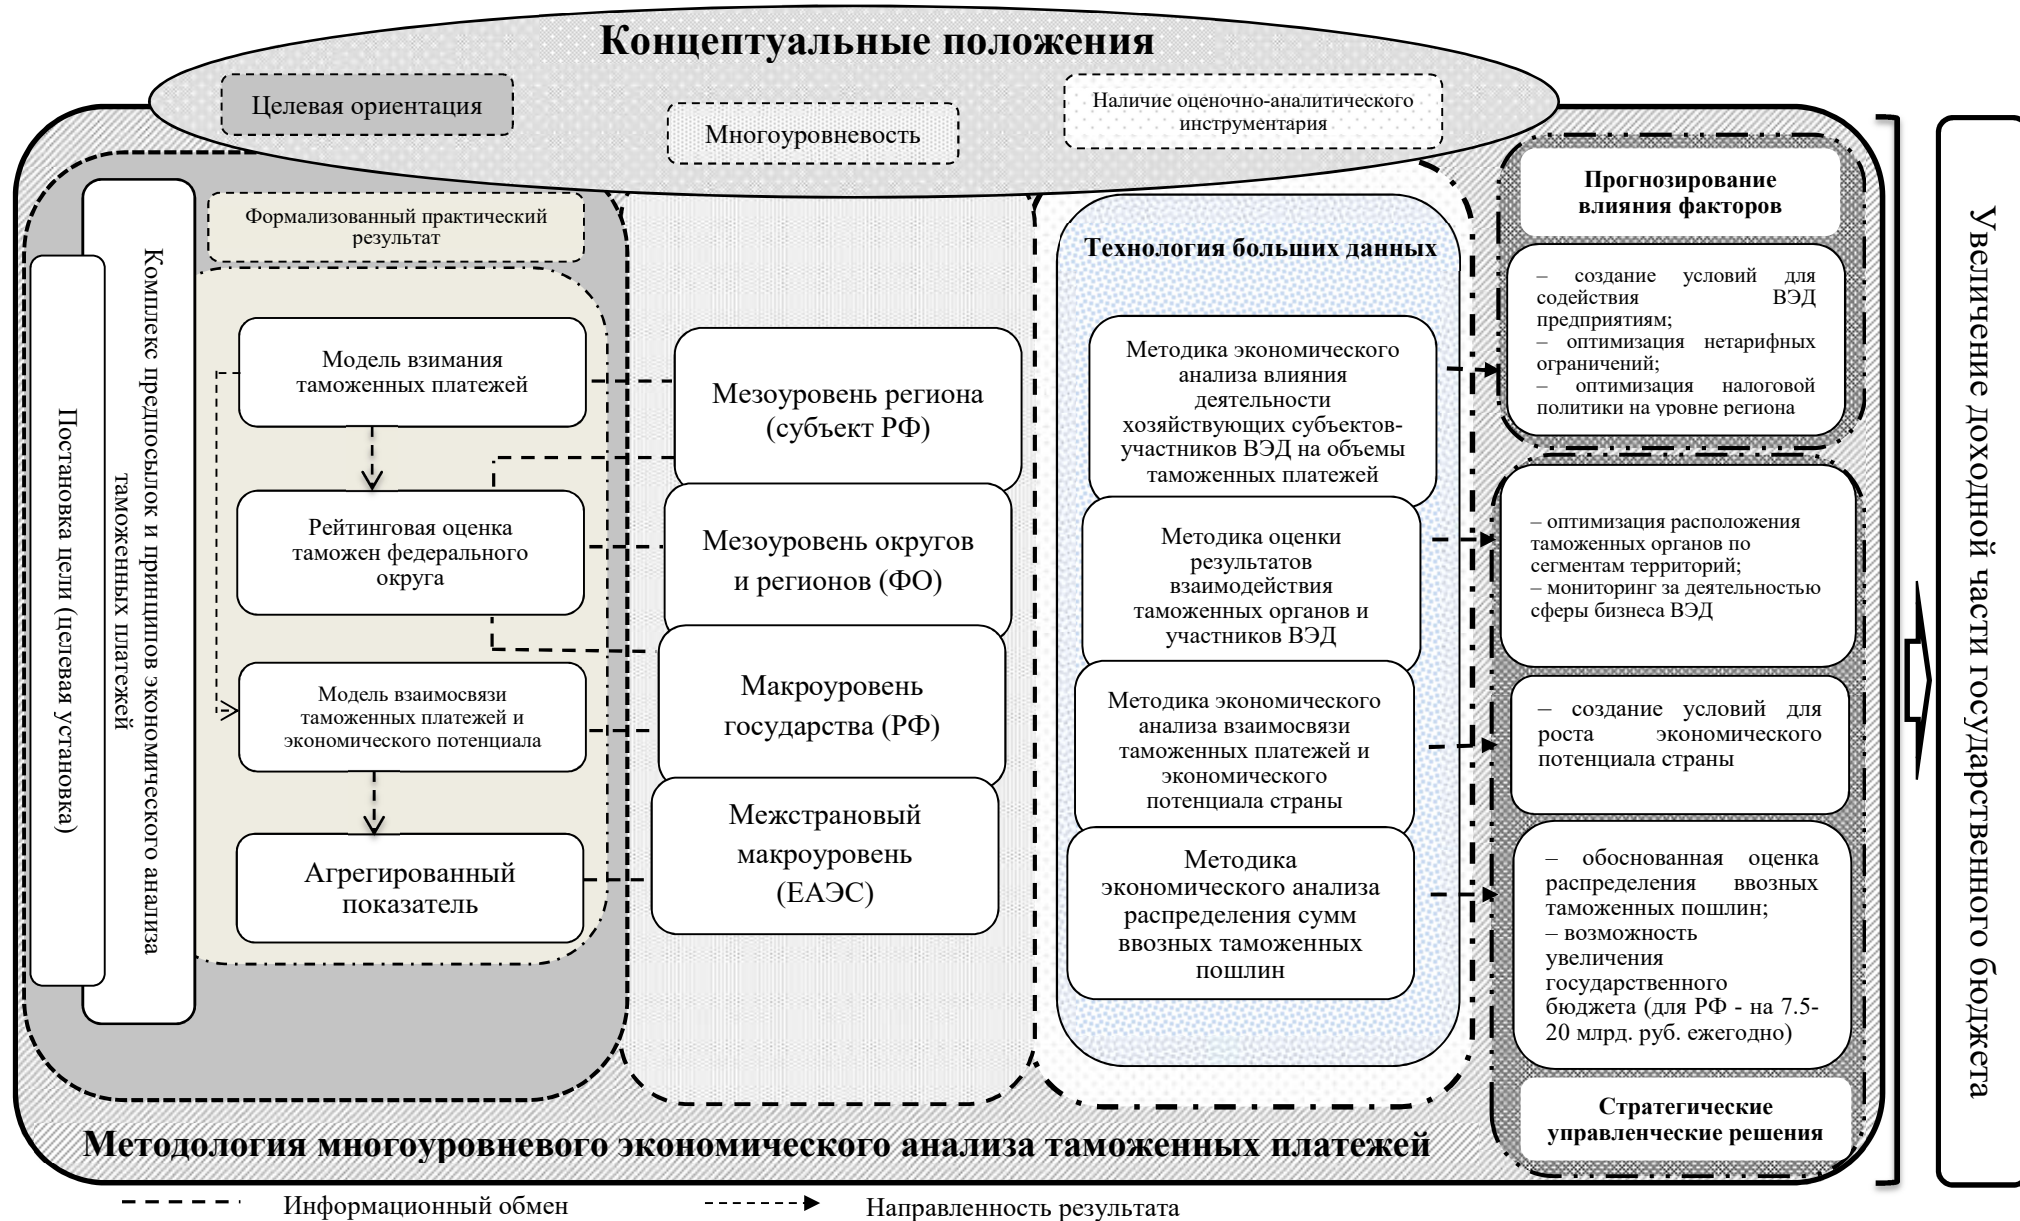 Концептуальные положения
Целевая ориентация
Многоуровневость
Наличие оценочно-аналитического
инструментария
Постановка цели (целевая установка)
Комплекс предпосылок и принципов экономического анализа
таможенных платежей
Формализованный практический
результат
Модель взимания
таможенных платежей
Рейтинговая оценка
таможен федерального
округа
Модель взаимосвязи
таможенных платежей и
экономического потенциала
Агрегированный
показатель
Мезоуровень региона
(субъект РФ)
Мезоуровень округов
и регионов (ФО)
Макроуровень
государства (РФ)
Межстрановый
макроуровень
(ЕАЭС)
Технология больших данных
Методика экономического
анализа влияния
деятельности
хозяйствующих субъектов-
участников ВЭД на объемы
таможенных платежей
Методика оценки
результатов
взаимодействия
таможенных органов и
участников ВЭД
Методика экономического
анализа взаимосвязи
таможенных платежей и
экономического
потенциала страны
Методика
экономического анализа
распределения сумм
ввозных таможенных
пошлин
Прогнозирование
влияния факторов
– создание условий для
содействия ВЭД
предприятиям;
– оптимизация нетарифных
ограничений;
– оптимизация налоговой
политики на уровне региона
– оптимизация расположения
таможенных органов по
сегментам территорий;
– мониторинг за деятельностью
сферы бизнеса ВЭД
– создание условий для
роста экономического
потенциала страны
– обоснованная оценка
распределения ввозных
таможенных пошлин;
– возможность
увеличения
государственного
бюджета (для РФ - на 7.5-
20 млрд. руб. ежегодно)
Стратегические
управленческие решения
Увеличение доходной части государственного бюджета
Методология многоуровневого экономического анализа таможенных платежей
Информационный обмен
Направленность результата